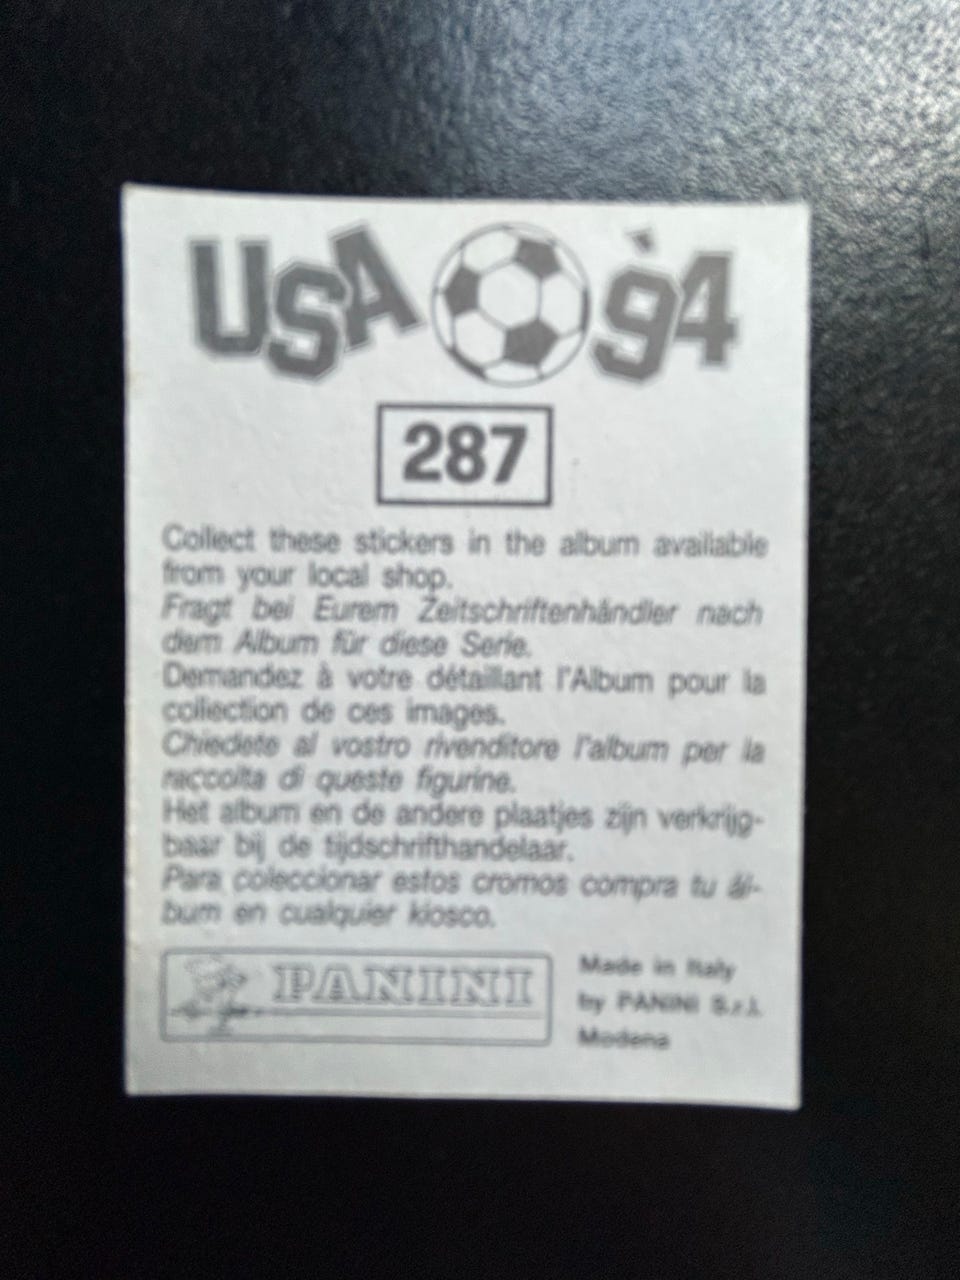 USA 94
287
Collect these stickers in the album available
from your local shop.
Fragt bei Eurem Zeitschriftenhändler nach
dem Album für diese Serie.
Demandez à votre détaillant l'Album pour la
collection de ces images.
Chiedete al vostro rivenditore l'album per la
raccolta di queste figurine.
Het album en de andere plaatjes zijn verkrijg-
baar bij de tijdschrifthandelaar.
Para coleccionar estos cromos compra tu ál-
bum en cualquier kiosco.
PANINI
Made in Italy
by PANINI S.r.l.
Modena